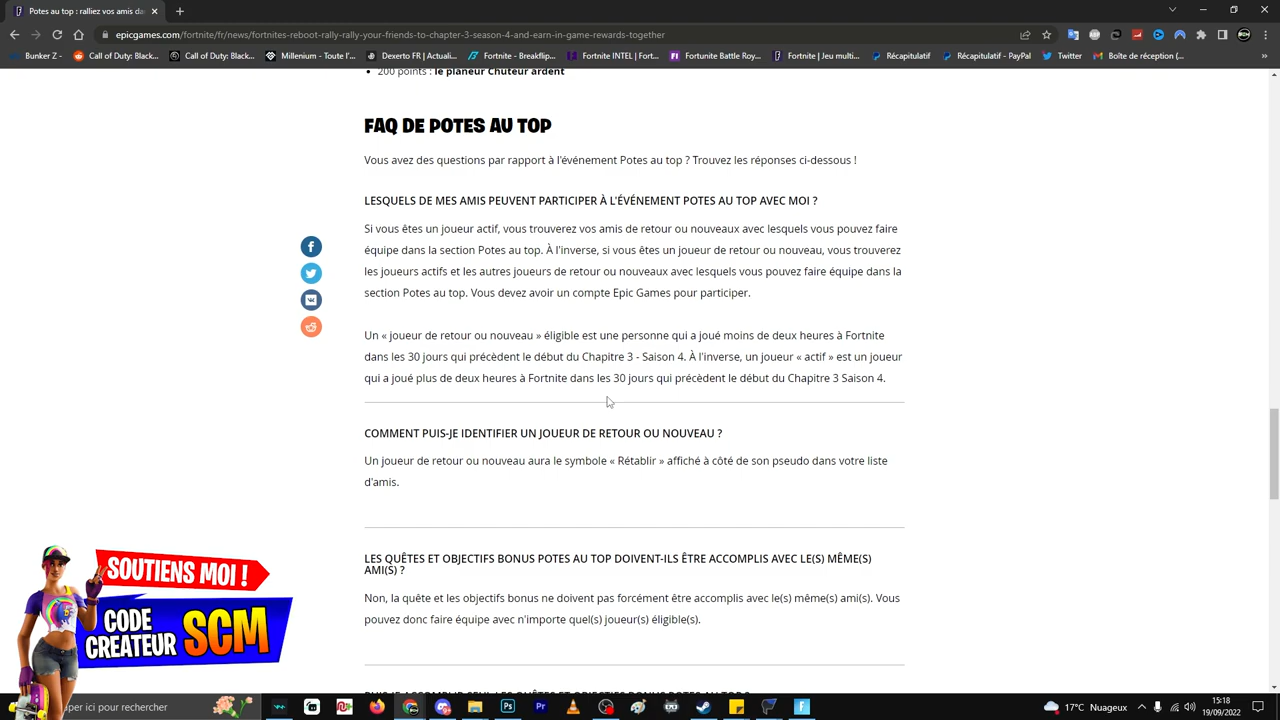 Potes au top : ralliez vos amis da
epicgames.com/fortnite/fr/news/fortnites-reboot-rally-rally-your-friends-to-chapter-3-season-4-and-earn-in-game-rewards-together
Bunker Z
Call of Duty: Black...
Call of Duty: Black...
Millenium - Tout l'...
Dexerto FR | Actuali...
Fortnite - Breakflip...
Fortnite INTEL | Fort...
Fortunite Battle Roy...
Fortnite | Jeu multi...
Récapitulatif
Récapitulatif - PayPal
Twitter
Boîte de réception (...
»
• 200 points : le planeur Chuteur ardent
FAQ DE POTES AU TOP
Vous avez des questions par rapport à l'événement Potes au top ? Trouvez les réponses ci-dessous !
LESQUELS DE MES AMIS PEUVENT PARTICIPER À L'ÉVÉNEMENT POTES AU TOP AVEC MOI ?
Si vous êtes un joueur actif, vous trouverez vos amis de retour ou nouveaux avec lesquels vous pouvez faire
équipe dans la section Potes au top. À l'inverse, si vous êtes un joueur de retour ou nouveau, vous trouverez
les joueurs actifs et les autres joueurs de retour ou nouveaux avec lesquels vous pouvez faire équipe dans la
section Potes au top. Vous devez avoir un compte Epic Games pour participer.
Un « joueur de retour ou nouveau » éligible est une personne qui a joué moins de deux heures à Fortnite
dans les 30 jours qui précèdent le début du Chapitre 3 - Saison 4. À l'inverse, un joueur « actif » est un joueur
qui a joué plus de deux heures à Fortnite dans les 30 jours qui précèdent le début du Chapitre 3 Saison 4.
COMMENT PUIS-JE IDENTIFIER UN JOUEUR DE RETOUR OU NOUVEAU ?
Un joueur de retour ou nouveau aura le symbole « Rétablir » affiché à côté de son pseudo dans votre liste
d'amis.
LES QUÊTES ET OBJECTIFS BONUS POTES AU TOP DOIVENT-ILS ÊTRE ACCOMPLIS AVEC LE(S) MÊME(S)
AMI(S) ?
Non, la quête et les objectifs bonus ne doivent pas forcément être accomplis avec le(s) même(s) ami(s). Vous
pouvez donc faire équipe avec n'importe quel(s) joueur(s) éligible(s).
PUIS-JE ACCOMPLIR SEUL LES QUÊTES ET OBJECTIFS BONUS POTES AU TOP ?
SOUTIENS MOI !
CODE
CREATEUR SCM
aper ici pour rechercher
17°C Nuageux
15:18
19/09/2022